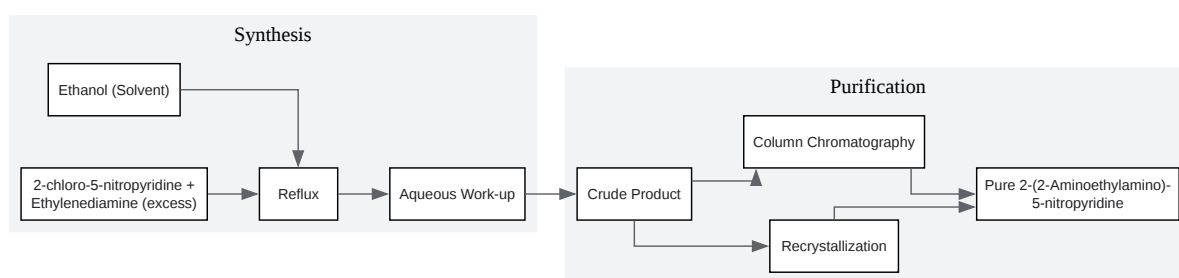 Synthesis
Ethanol (Solvent)
2-chloro-5-nitropyridine +
Ethylenediamine (excess)
Reflux
Aqueous Work-up
Purification
Column Chromatography
Crude Product
Recrystallization
Pure 2-(2-Aminoethylamino)-
5-nitropyridine